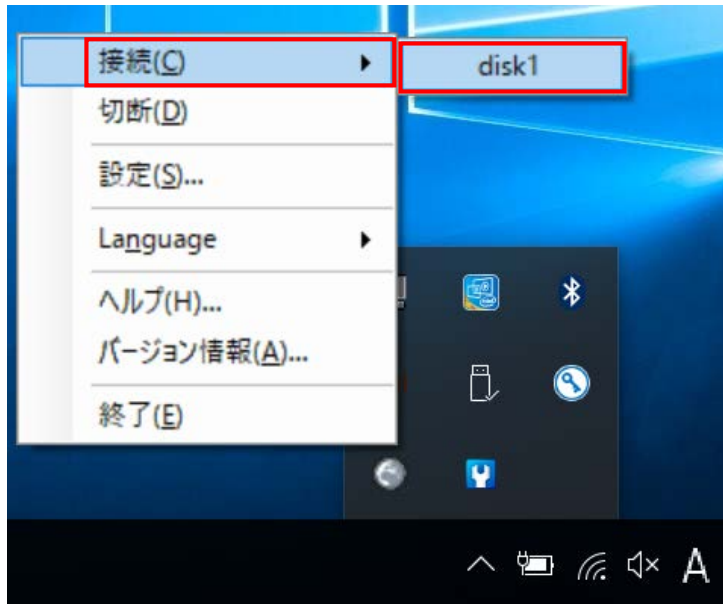 接続(C)
disk1
切断(D)
設定(S)...
Language
ヘルプ(H)...
バージョン情報(A)...
終了(E)
A